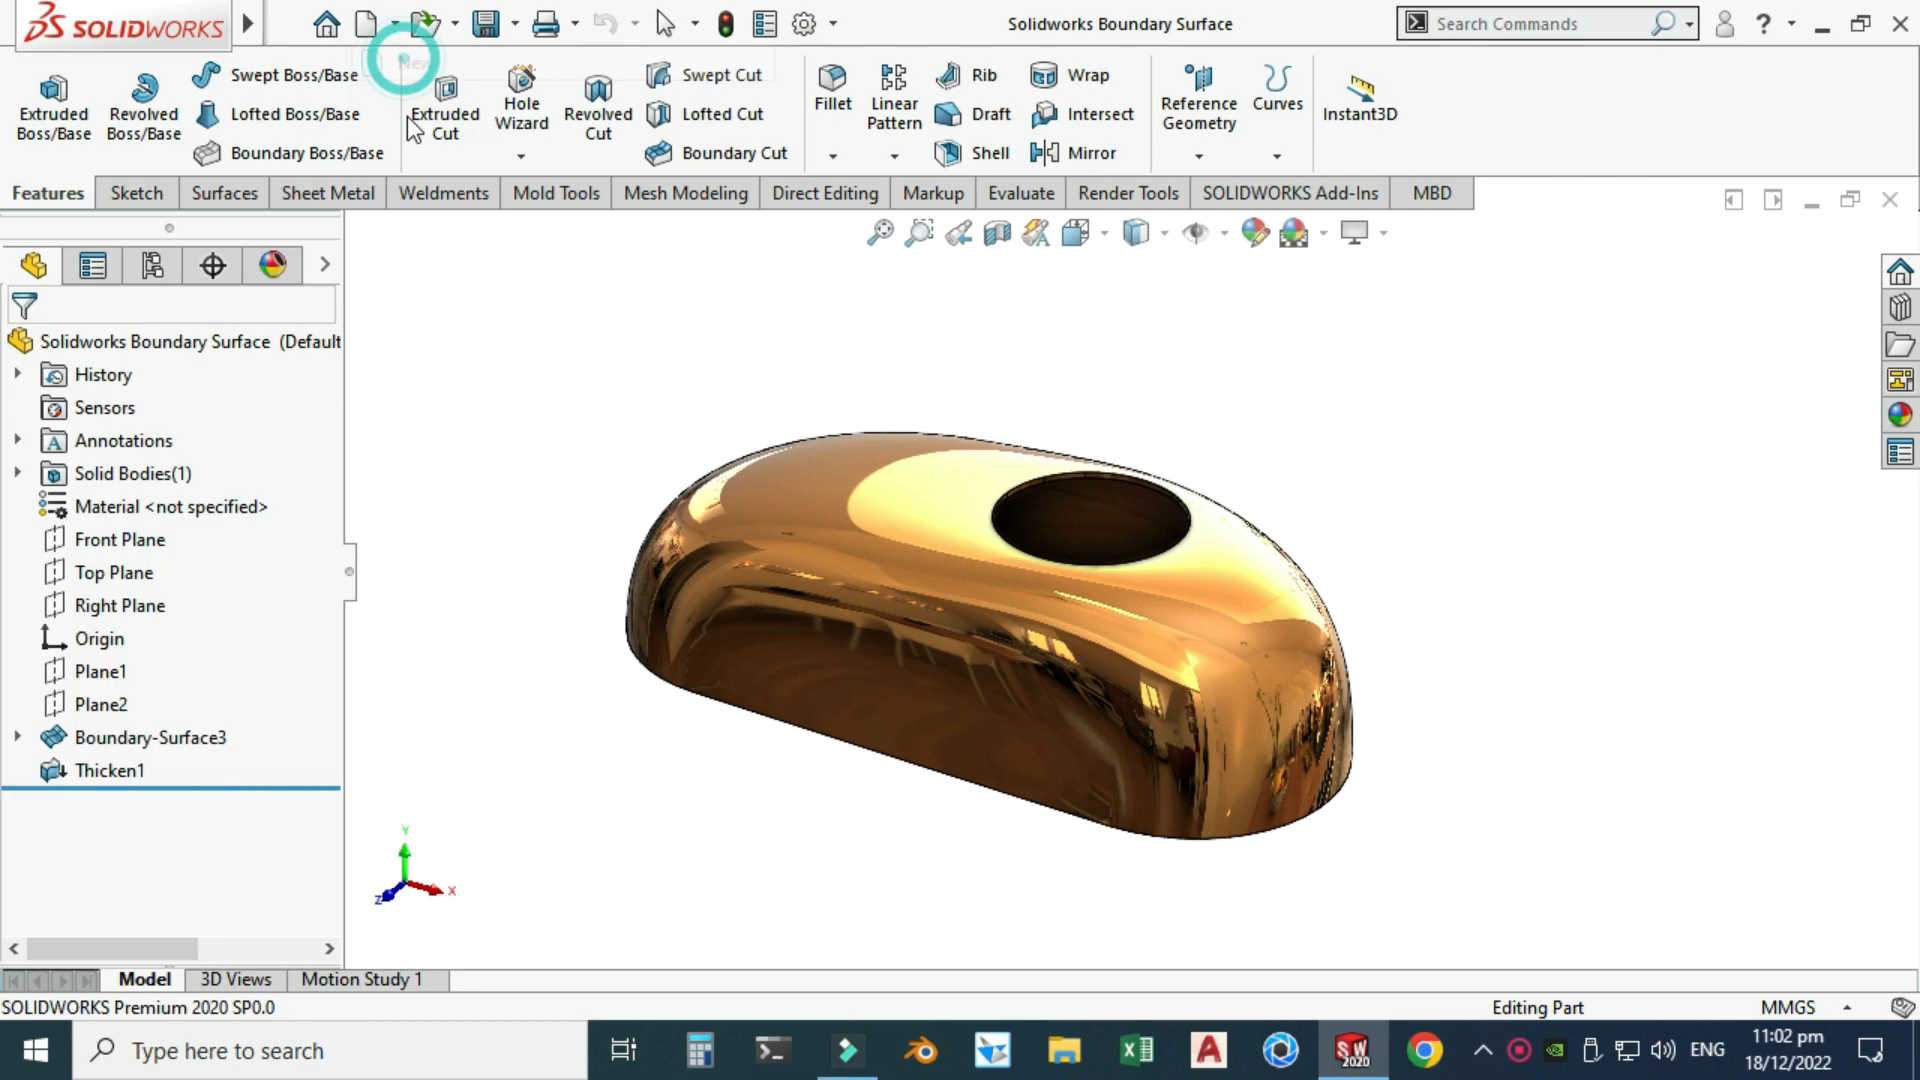 SOLIDWORKS
Solidworks Boundary Surface
Search Commands
New
Extruded Boss/Base
Revolved Boss/Base
Swept Boss/Base
Lofted Boss/Base
Boundary Boss/Base
Extruded Cut
Hole Wizard
Revolved Cut
Swept Cut
Lofted Cut
Boundary Cut
Fillet
Linear Pattern
Rib
Draft
Shell
Wrap
Intersect
Mirror
Reference Geometry
Curves
Instant3D
Features
Sketch
Surfaces
Sheet Metal
Weldments
Mold Tools
Mesh Modeling
Direct Editing
Markup
Evaluate
Render Tools
SOLIDWORKS Add-Ins
MBD
Solidworks Boundary Surface (Default
History
Sensors
Annotations
Solid Bodies(1)
Material <not specified>
Front Plane
Top Plane
Right Plane
Origin
Plane1
Plane2
Boundary-Surface3
Thicken1
Y
X
Z
Model
3D Views
Motion Study 1
SOLIDWORKS Premium 2020 SP0.0
Editing Part
MMGS
Type here to search
SW
2020
ENG
11:02 pm
18/12/2022